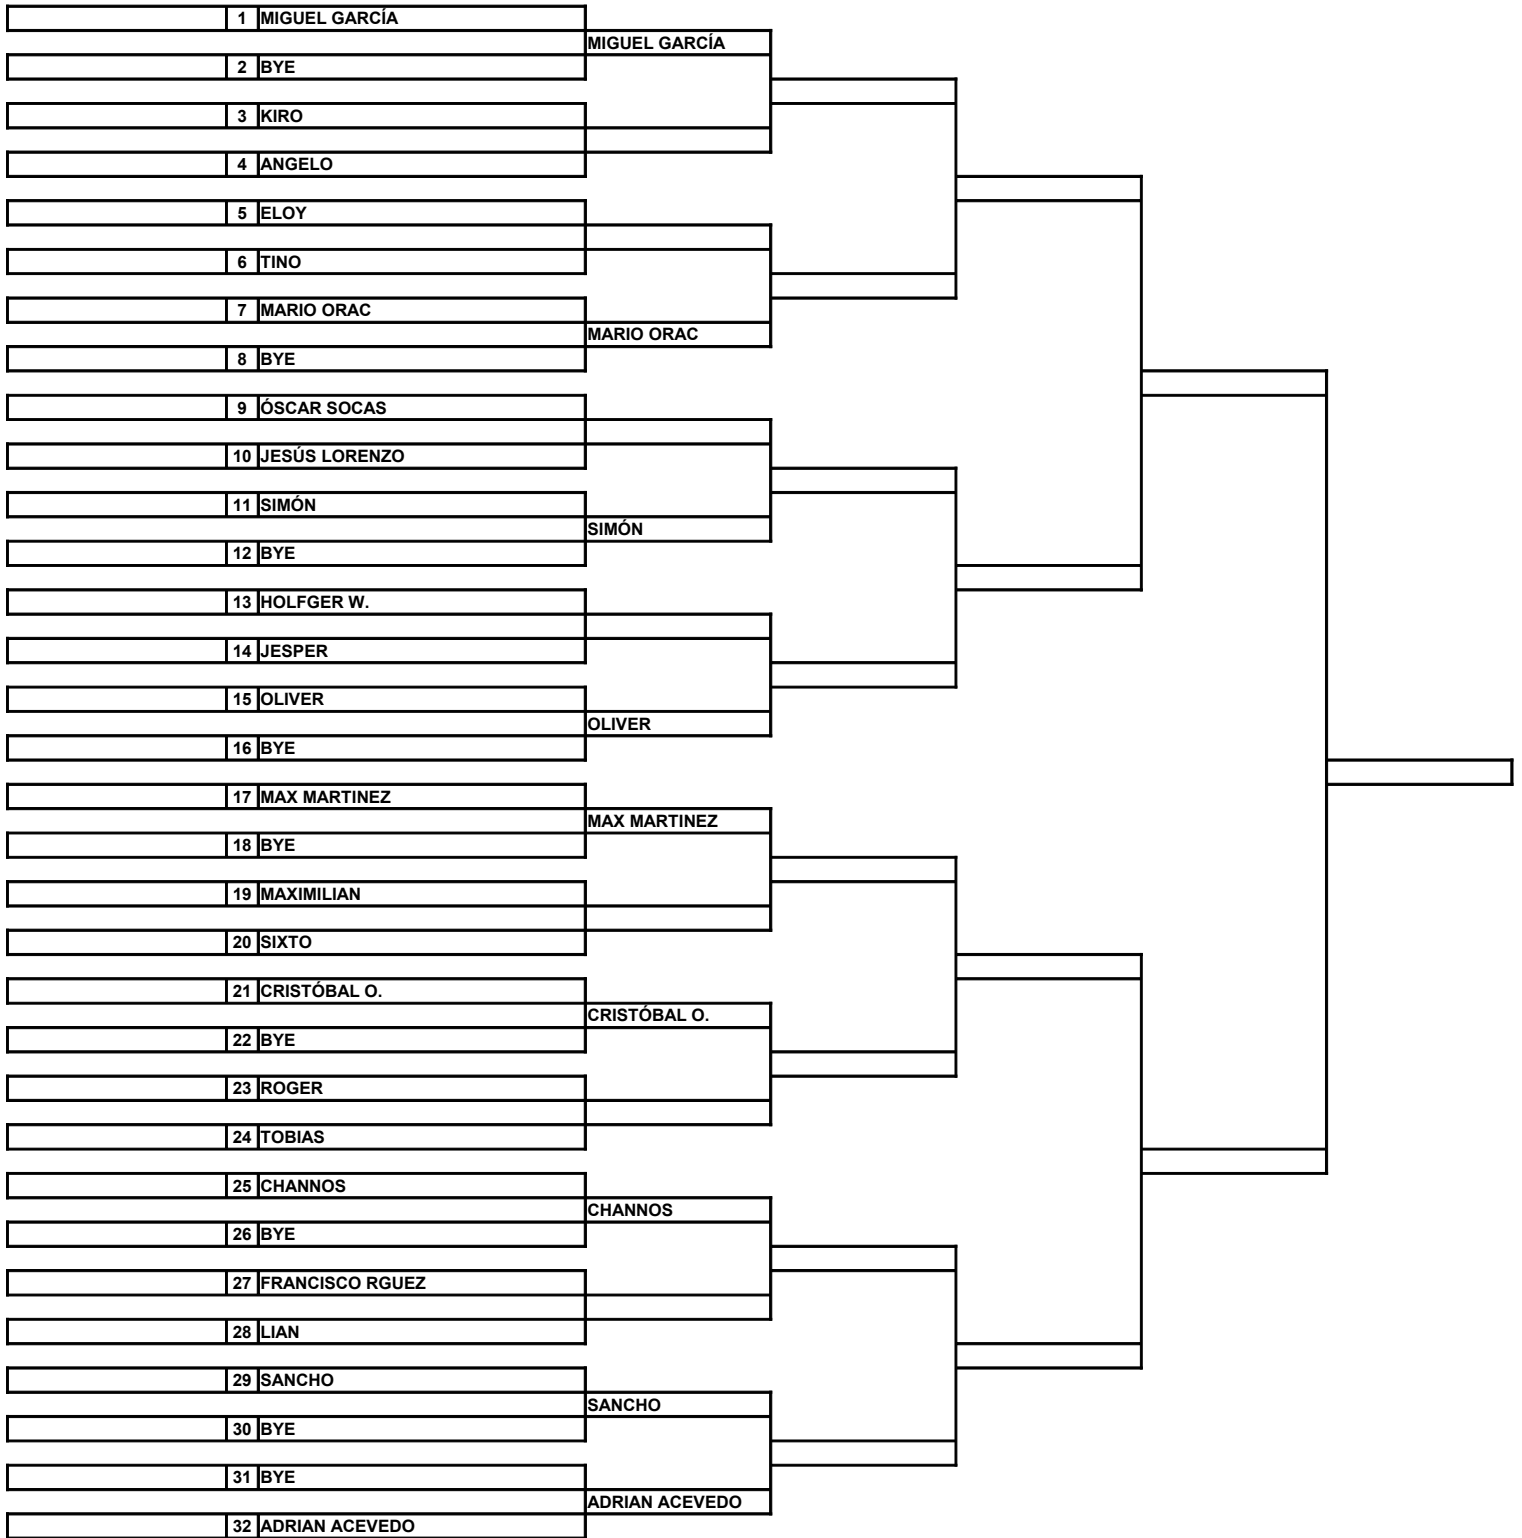 1 MIGUEL GARCÍA
MIGUEL GARCÍA
2 BYE
3 KIRO
4 ANGELO
5 ELOY
6 TINO
7 MARIO ORAC
MARIO ORAC
8 BYE
9 ÓSCAR SOCAS
10 JESÚS LORENZO
11 SIMÓN
SIMÓN
12 BYE
13 HOLFGER W.
14 JESPER
15 OLIVER
OLIVER
16 BYE
17 MAX MARTINEZ
MAX MARTINEZ
18 BYE
19 MAXIMILIAN
20 SIXTO
21 CRISTÓBAL O.
CRISTÓBAL O.
22 BYE
23 ROGER
24 TOBIAS
25 CHANNOS
CHANNOS
26 BYE
27 FRANCISCO RGUEZ
28 LIAN
29 SANCHO
SANCHO
30 BYE
31 BYE
ADRIAN ACEVEDO
32 ADRIAN ACEVEDO